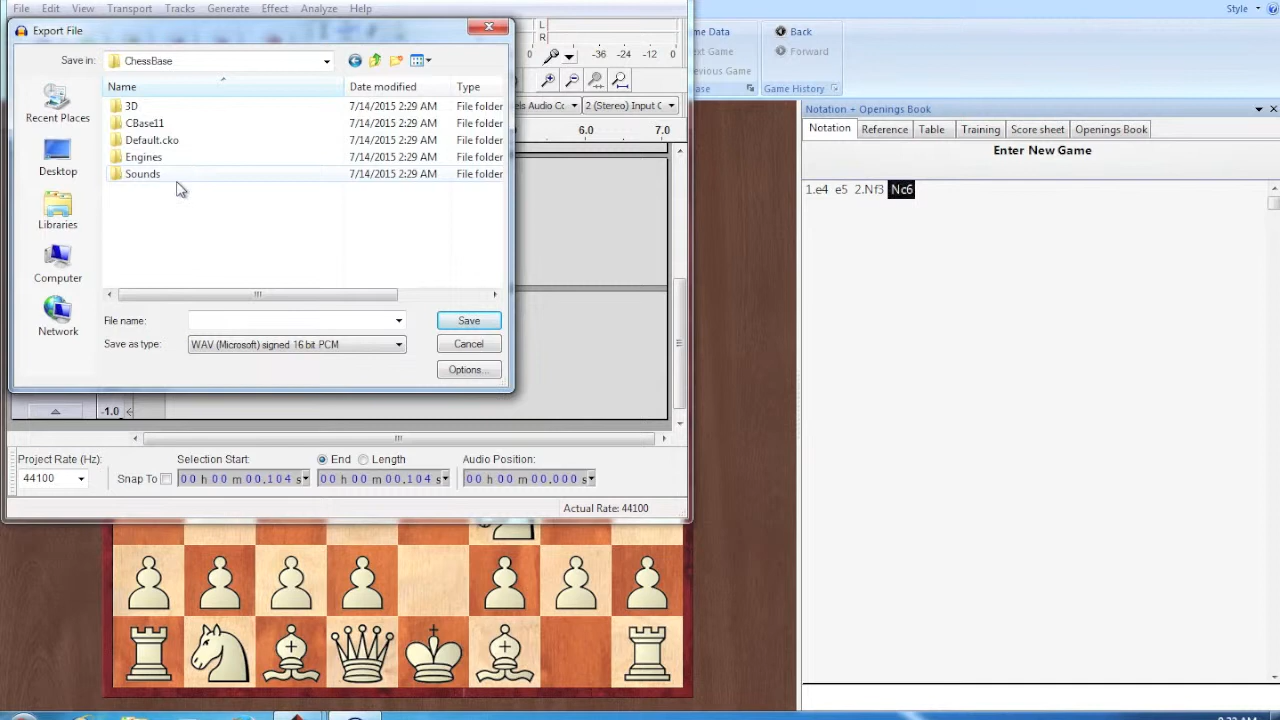 File Edit View Transport Tracks Generate Effect Analyze Help
Style
Export File
L
R
-36 -24 -12 0
Back
Forward
Next Game
Game History
Save in: ChessBase
Name Date modified Type
3D 7/14/2015 2:29 AM File folder
CBase11 7/14/2015 2:29 AM File folder
Default.cko 7/14/2015 2:29 AM File folder
Engines 7/14/2015 2:29 AM File folder
Sounds 7/14/2015 2:29 AM File folder
Recent Places
Desktop
Libraries
Computer
Network
File name: Save
Save as type: WAV (Microsoft) signed 16 bit PCM Cancel
Options...
2 (Stereo) Input
6.0 7.0
Notation + Openings Book
Notation Reference Table Training Score sheet Openings Book
Enter New Game
1.e4 e5 2.Nf3 Nc6
-1.0
Project Rate (Hz): Selection Start: End Length Audio Position:
44100 Snap To 00 h 00 m 00.104 s 00 h 00 m 00.104 s 00 h 00 m 00.000 s
Actual Rate: 44100